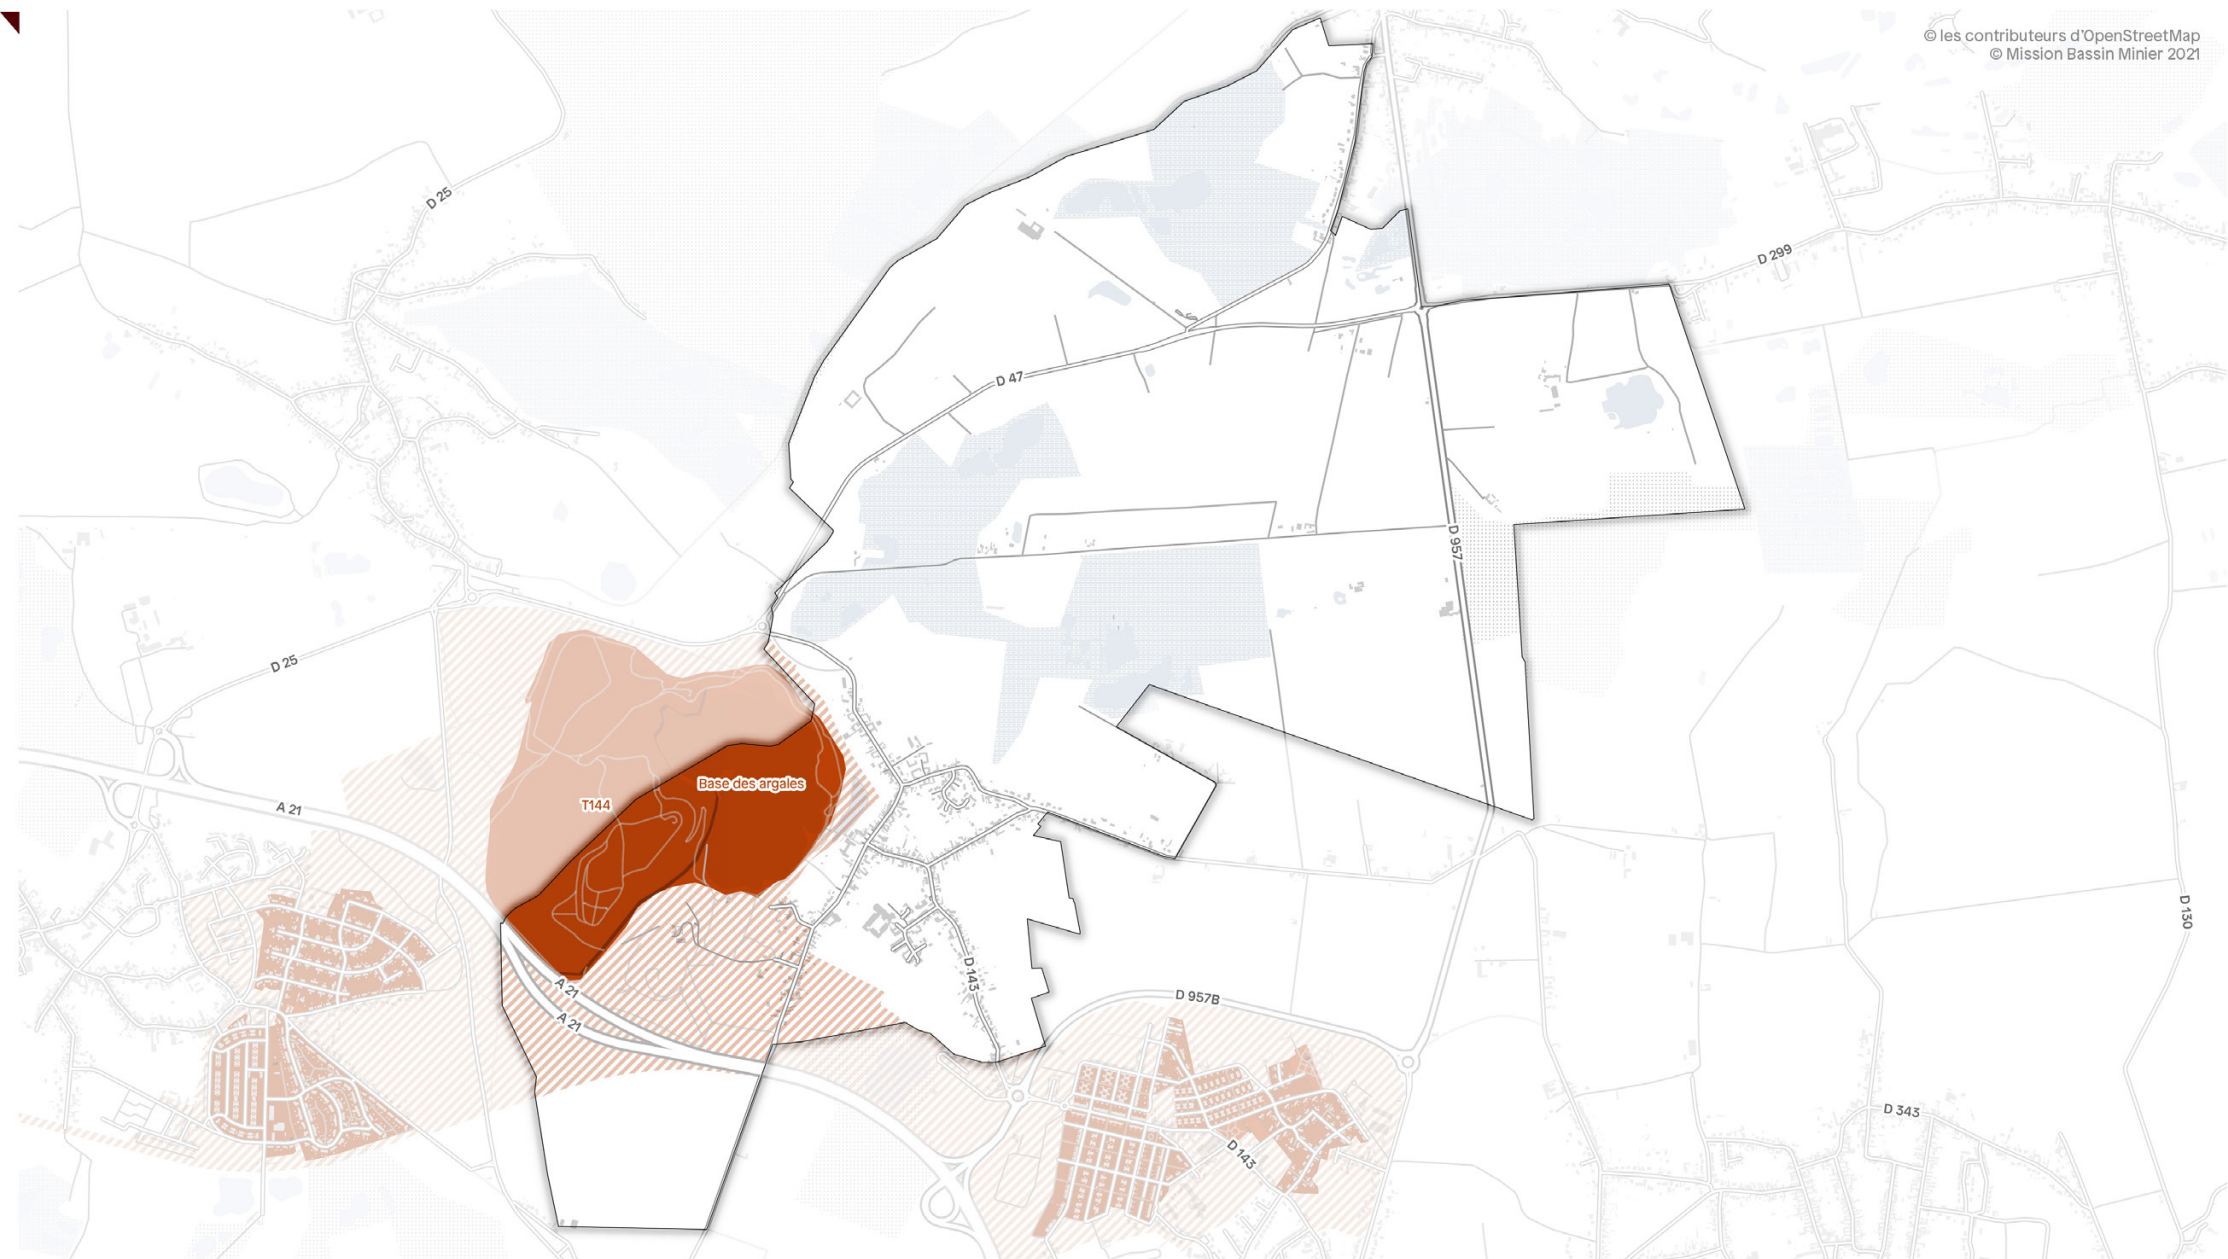 © les contributeurs d'OpenStreetMap
© Mission Bassin Minier 2021
D 25
D 299
D 47
D 957
D 25
Base des argales
T144
A 21
D 130
D 143
A 21
D 957B
A 21
D 343
D 143